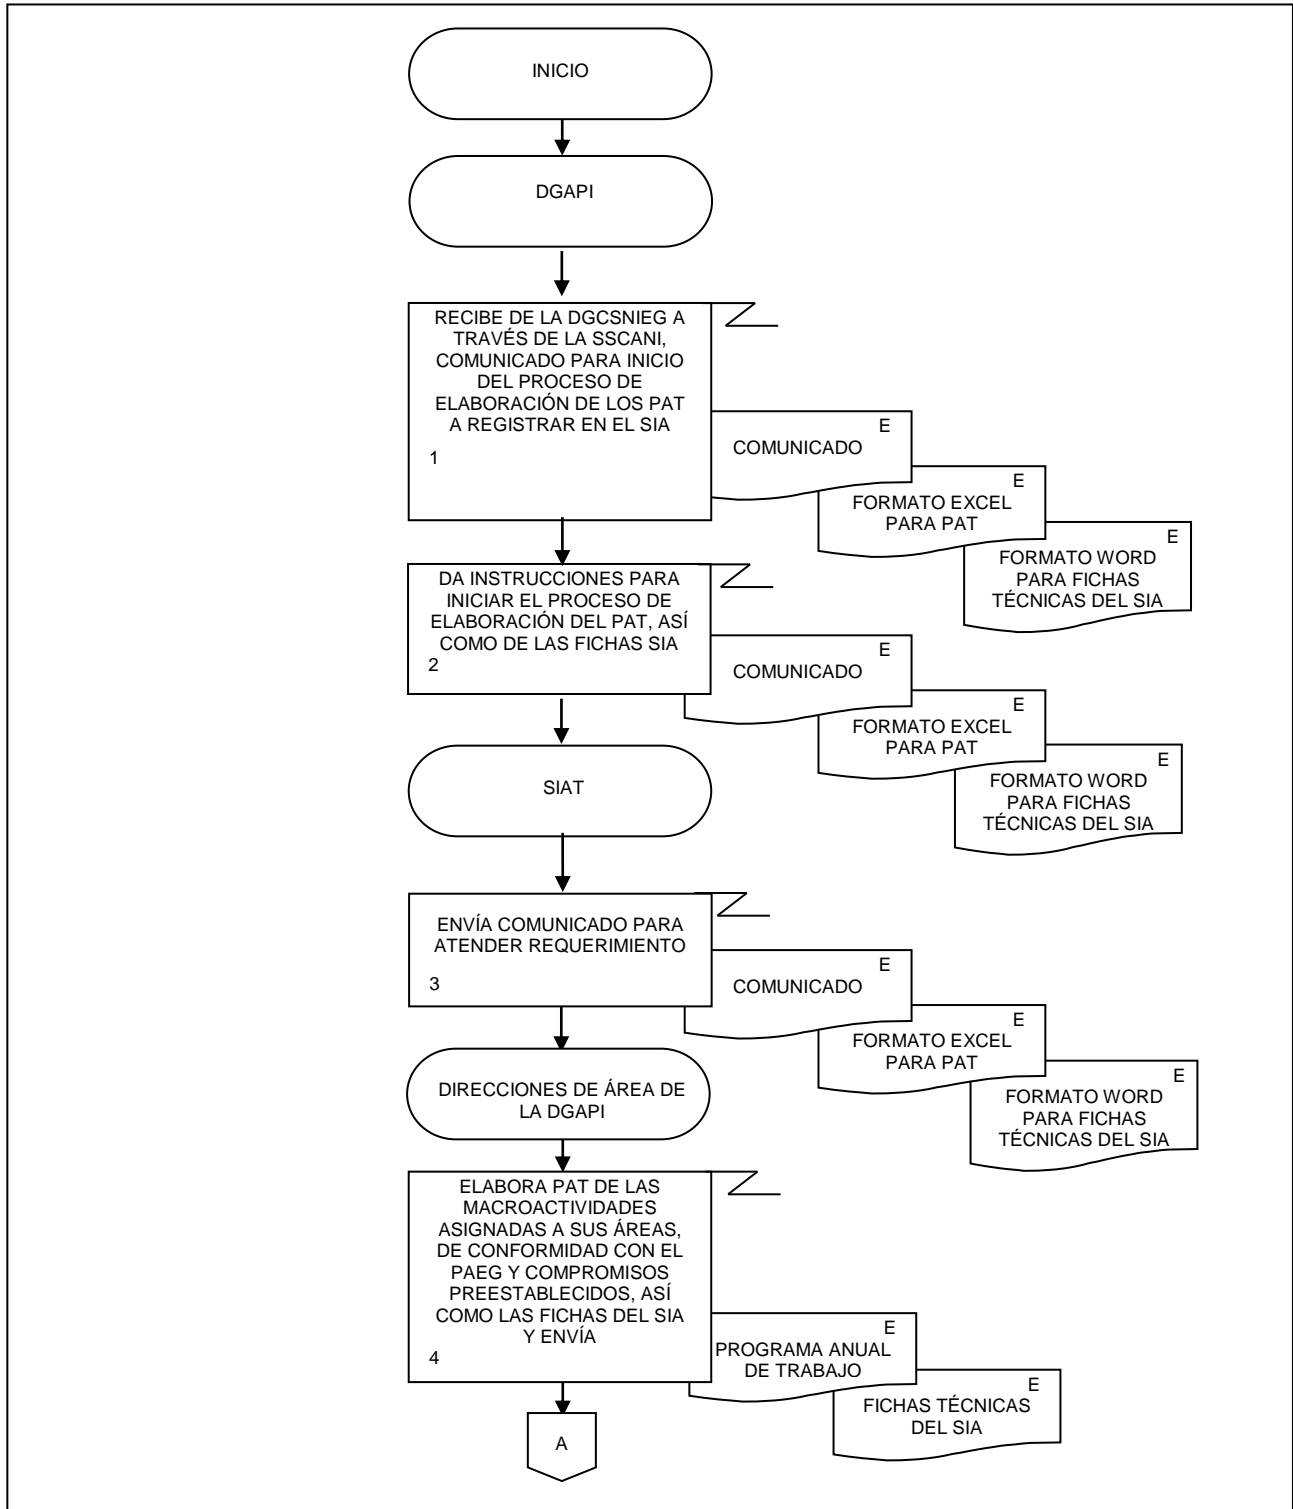 INICIO
DGAPI
RECIBE DE LA DGCSNIEG A
TRAVÉS DE LA SSCANI,
COMUNICADO PARA INICIO
DEL PROCESO DE
ELABORACIÓN DE LOS PAT
A REGISTRAR EN EL SIA
1
E
COMUNICADO
E
FORMATO EXCEL
PARA PAT
E
FORMATO WORD
PARA FICHAS
TÉCNICAS DEL SIA
DA INSTRUCCIONES PARA
INICIAR EL PROCESO DE
ELABORACIÓN DEL PAT, ASÍ
COMO DE LAS FICHAS SIA
2
E
COMUNICADO
E
FORMATO EXCEL
PARA PAT
E
FORMATO WORD
PARA FICHAS
TÉCNICAS DEL SIA
SIAT
ENVÍA COMUNICADO PARA
ATENDER REQUERIMIENTO
3
E
COMUNICADO
E
FORMATO EXCEL
PARA PAT
E
FORMATO WORD
PARA FICHAS
TÉCNICAS DEL SIA
DIRECCIONES DE ÁREA DE
LA DGAPI
ELABORA PAT DE LAS
MACROACTIVIDADES
ASIGNADAS A SUS ÁREAS,
DE CONFORMIDAD CON EL
PAEG Y COMPROMISOS
PREESTABLECIDOS, ASÍ
COMO LAS FICHAS DEL SIA
Y ENVÍA
4
E
PROGRAMA ANUAL
DE TRABAJO
E
FICHAS TÉCNICAS
DEL SIA
A